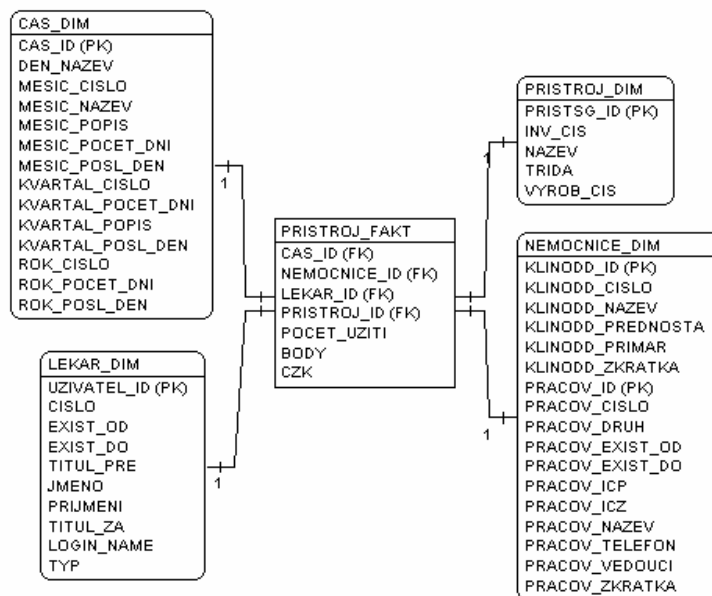 CAS_DIM
CAS_ID (PK)
DEN_NAZEV
MESIC_CISLO
MESIC_NAZEV
MESIC_POPIS
MESIC_POCET_DNI
MESIC_POSL_DEN
KVARTAL_CISLO
KVARTAL_POCET_DNI
KVARTAL_POPIS
KVARTAL_POSL_DEN
ROK_CISLO
ROK_POCET_DNI
ROK_POSL_DEN
1
PRISTROJ_DIM
PRISTSG_ID (PK)
INV_CIS
NAZEV
TRIDA
VYROB_CIS
1
PRISTROJ_FAKT
CAS_ID (FK)
NEMOCNICE_ID (FK)
LEKAR_ID (FK)
PRISTROJ_ID (FK)
POCET_UZITI
BODY
CZK
LEKAR_DIM
UZIVATEL_ID (PK)
CISLO
EXIST_OD
EXIST_DO
TITUL_PRE
JMENO
PRIJMENI
TITUL_ZA
LOGIN_NAME
TYP
1
NEMOCNICE_DIM
KLINODD_ID (PK)
KLINODD_CISLO
KLINODD_NAZEV
KLINODD_PREDNOSTA
KLINODD_PRIMAR
KLINODD_ZKRATKA
PRACOV_ID (PK)
PRACOV_CISLO
PRACOV_DRUH
PRACOV_EXIST_OD
PRACOV_EXIST_DO
PRACOV_ICP
PRACOV_ICZ
PRACOV_NAZEV
PRACOV_TELEFON
PRACOV_VEDOUCI
PRACOV_ZKRATKA
1